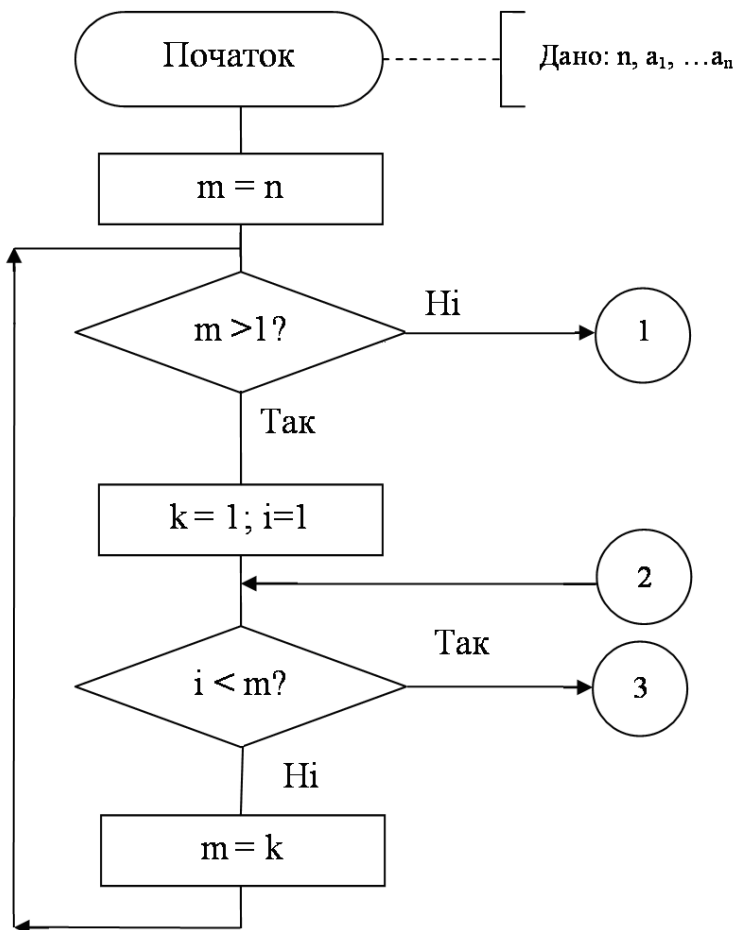 Початок
Дано: n, a₁, …aₙ
m = n
m >1?
Ні
1
Так
k = 1; i=1
2
i < m?
Так
3
Ні
m = k